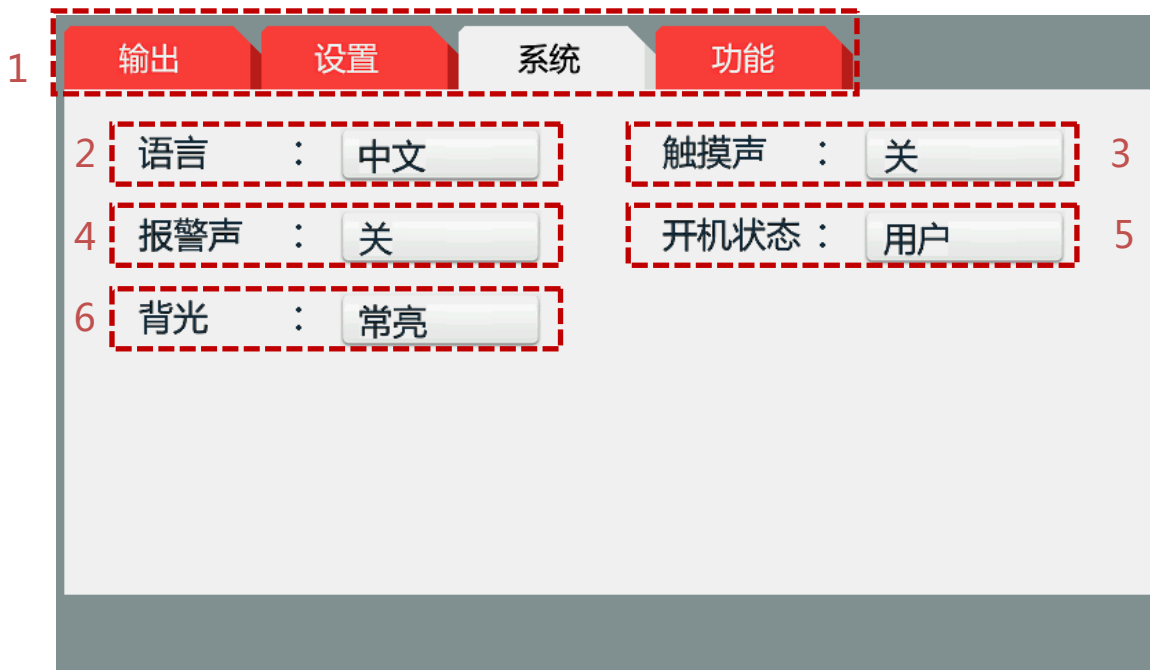 1 输出 设置 系统 功能
2 语言 : 中文 触摸声 : 关 3
4 报警声 : 关 开机状态 : 用户 5
6 背光 : 常亮